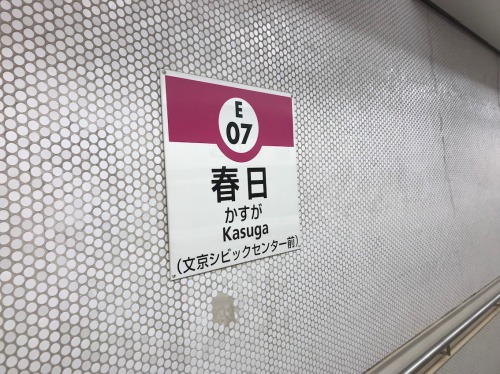 E
07
春日
かすが
Kasuga
(文京シビックセンター前)